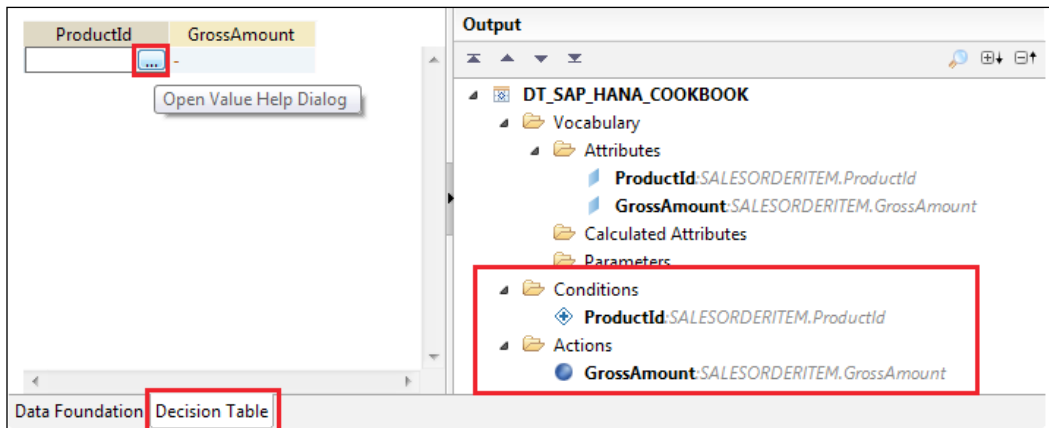 ProductId GrossAmount
... -
Open Value Help Dialog
Output
DT_SAP_HANA_COOKBOOK
Vocabulary
Attributes
ProductId:SALESORDERITEM.ProductId
GrossAmount:SALESORDERITEM.GrossAmount
Calculated Attributes
Parameters
Conditions
ProductId:SALESORDERITEM.ProductId
Actions
GrossAmount:SALESORDERITEM.GrossAmount
Data Foundation Decision Table